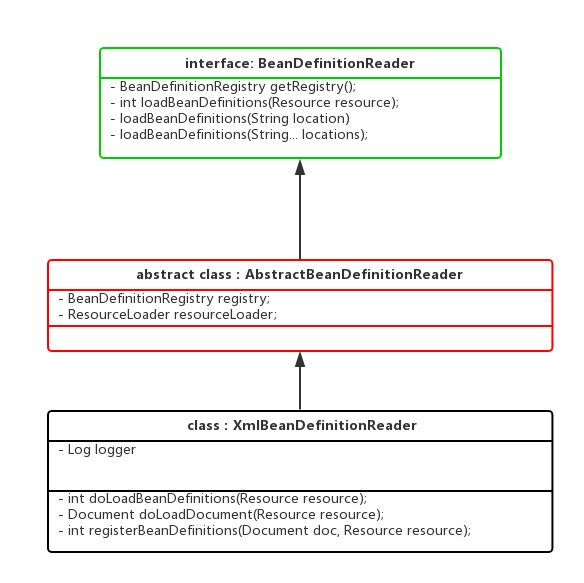 interface: BeanDefinitionReader
- BeanDefinitionRegistry getRegistry();
- int loadBeanDefinitions(Resource resource);
- loadBeanDefinitions(String location)
- loadBeanDefinitions(String... locations);
abstract class : AbstractBeanDefinitionReader
- BeanDefinitionRegistry registry;
- ResourceLoader resourceLoader;
class : XmlBeanDefinitionReader
- Log logger
- int doLoadBeanDefinitions(Resource resource);
- Document doLoadDocument(Resource resource);
- int registerBeanDefinitions(Document doc, Resource resource);